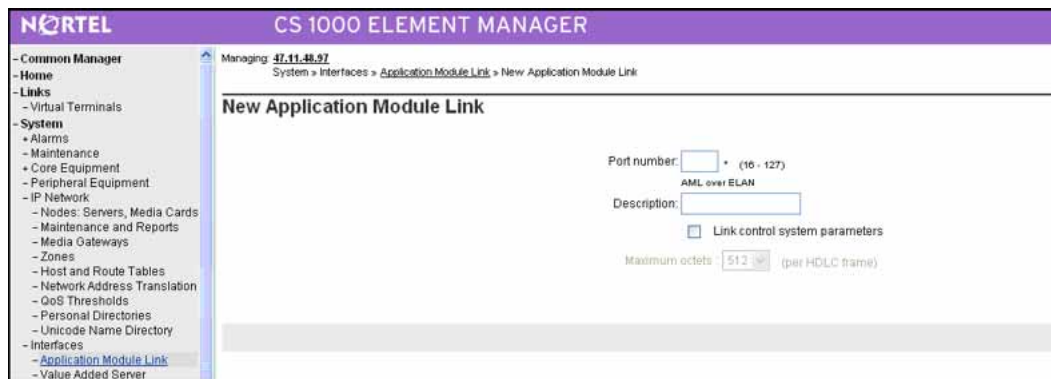 NORTEL
CS 1000 ELEMENT MANAGER
– Common Manager
– Home
– Links
– Virtual Terminals
– System
+ Alarms
– Maintenance
+ Core Equipment
– Peripheral Equipment
– IP Network
– Nodes: Servers, Media Cards
– Maintenance and Reports
– Media Gateways
– Zones
– Host and Route Tables
– Network Address Translation
– QoS Thresholds
– Personal Directories
– Unicode Name Directory
– Interfaces
– Application Module Link
– Value Added Server
Managing: 47.11.48.97
System » Interfaces » Application Module Link » New Application Module Link
New Application Module Link
Port number: * (16 - 127)
AML over ELAN
Description:
Link control system parameters
Maximum octets : 512 (per HDLC frame)